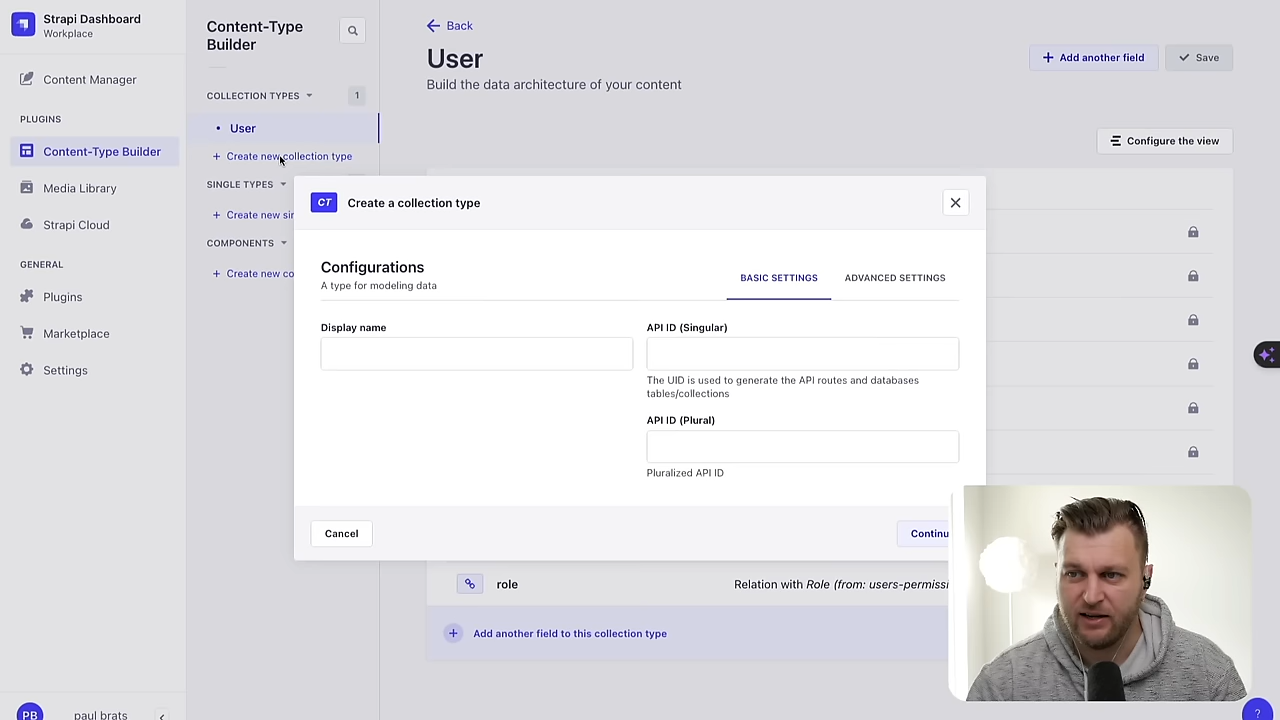 Strapi Dashboard
Workplace
Content Manager
PLUGINS
Content-Type Builder
Media Library
Strapi Cloud
GENERAL
Plugins
Marketplace
Settings
PB
paul brats
Content-Type
Builder
COLLECTION TYPES
1
User
Create new collection type
SINGLE TYPES
Create new sin
COMPONENTS
Create new co
Back
User
Build the data architecture of your content
Add another field
Save
Configure the view
CT
Create a collection type
Configurations
A type for modeling data
BASIC SETTINGS
ADVANCED SETTINGS
Display name
API ID (Singular)
The UID is used to generate the API routes and databases
tables/collections
API ID (Plural)
Pluralized API ID
Cancel
Continu
role
Relation with Role (from: users-permissi
Add another field to this collection type
?